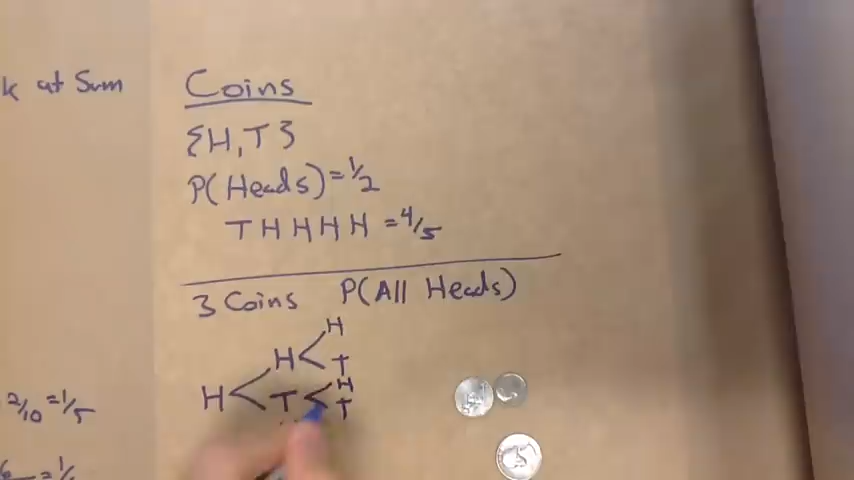 k at Sum
Coins
{H, T}
P(Heads) = 1/2
T H H H H = 4/5
3 Coins P(All Heads)
H
H < T
H < T < H
T
2/10 = 1/5